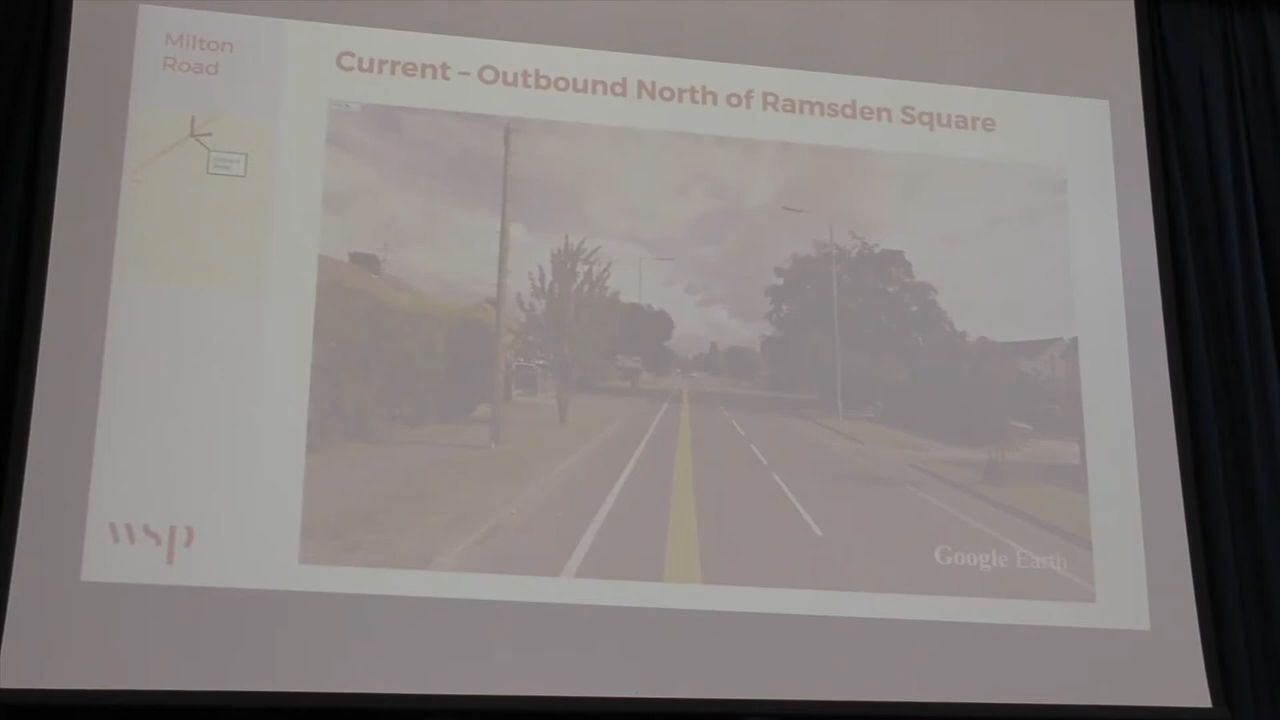 Milton
Road
Current – Outbound North of Ramsden Square
wsp
Google Earth